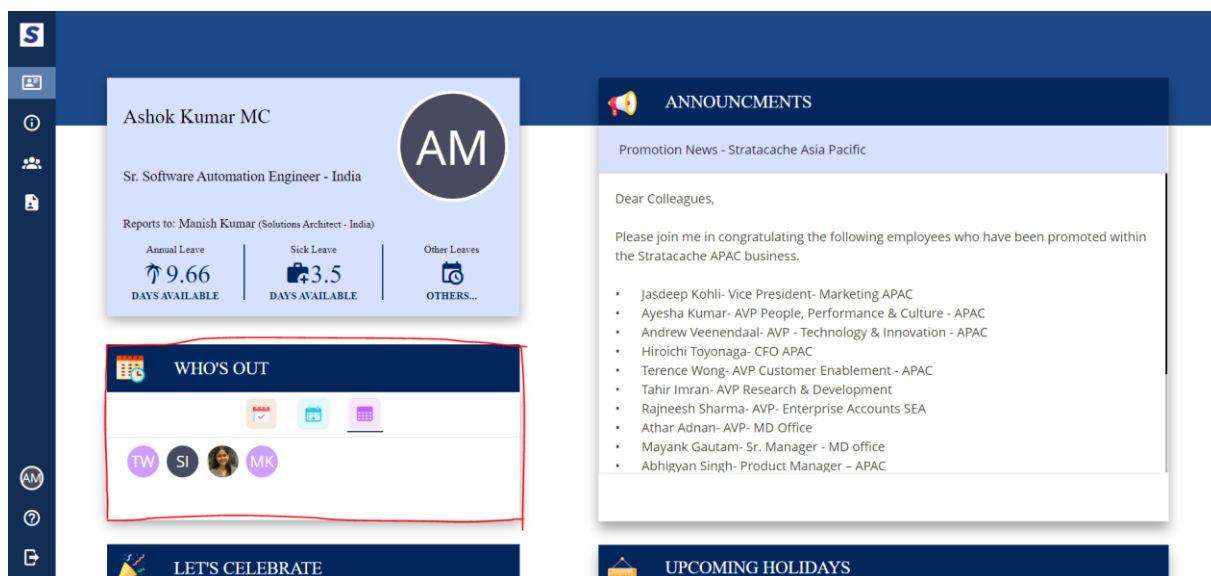 S
Ashok Kumar MC
AM
Sr. Software Automation Engineer - India
Reports to: Manish Kumar (Solutions Architect - India)
Annual Leave
9.66
DAYS AVAILABLE
Sick Leave
3.5
DAYS AVAILABLE
Other Leaves
OTHERS...
WHO'S OUT
TW
SI
MK
LET'S CELEBRATE
ANNOUNCMENTS
Promotion News - Stratacache Asia Pacific
Dear Colleagues,
Please join me in congratulating the following employees who have been promoted within
the Stratacache APAC business.
• Jasdeep Kohli- Vice President- Marketing APAC
• Ayesha Kumar- AVP People, Performance & Culture - APAC
• Andrew Veenendaal- AVP - Technology & Innovation - APAC
• Hiroichi Toyonaga- CFO APAC
• Terence Wong- AVP Customer Enablement - APAC
• Tahir Imran- AVP Research & Development
• Rajneesh Sharma- AVP- Enterprise Accounts SEA
• Athar Adnan- AVP- MD Office
• Mayank Gautam- Sr. Manager - MD office
• Abhigyan Singh- Product Manager – APAC
UPCOMING HOLIDAYS
AM